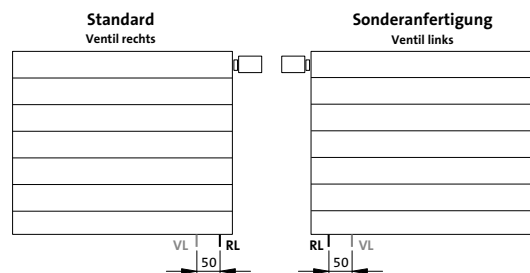 Standard
Ventil rechts
Sonderanfertigung
Ventil links
VL RL
50
RL VL
50